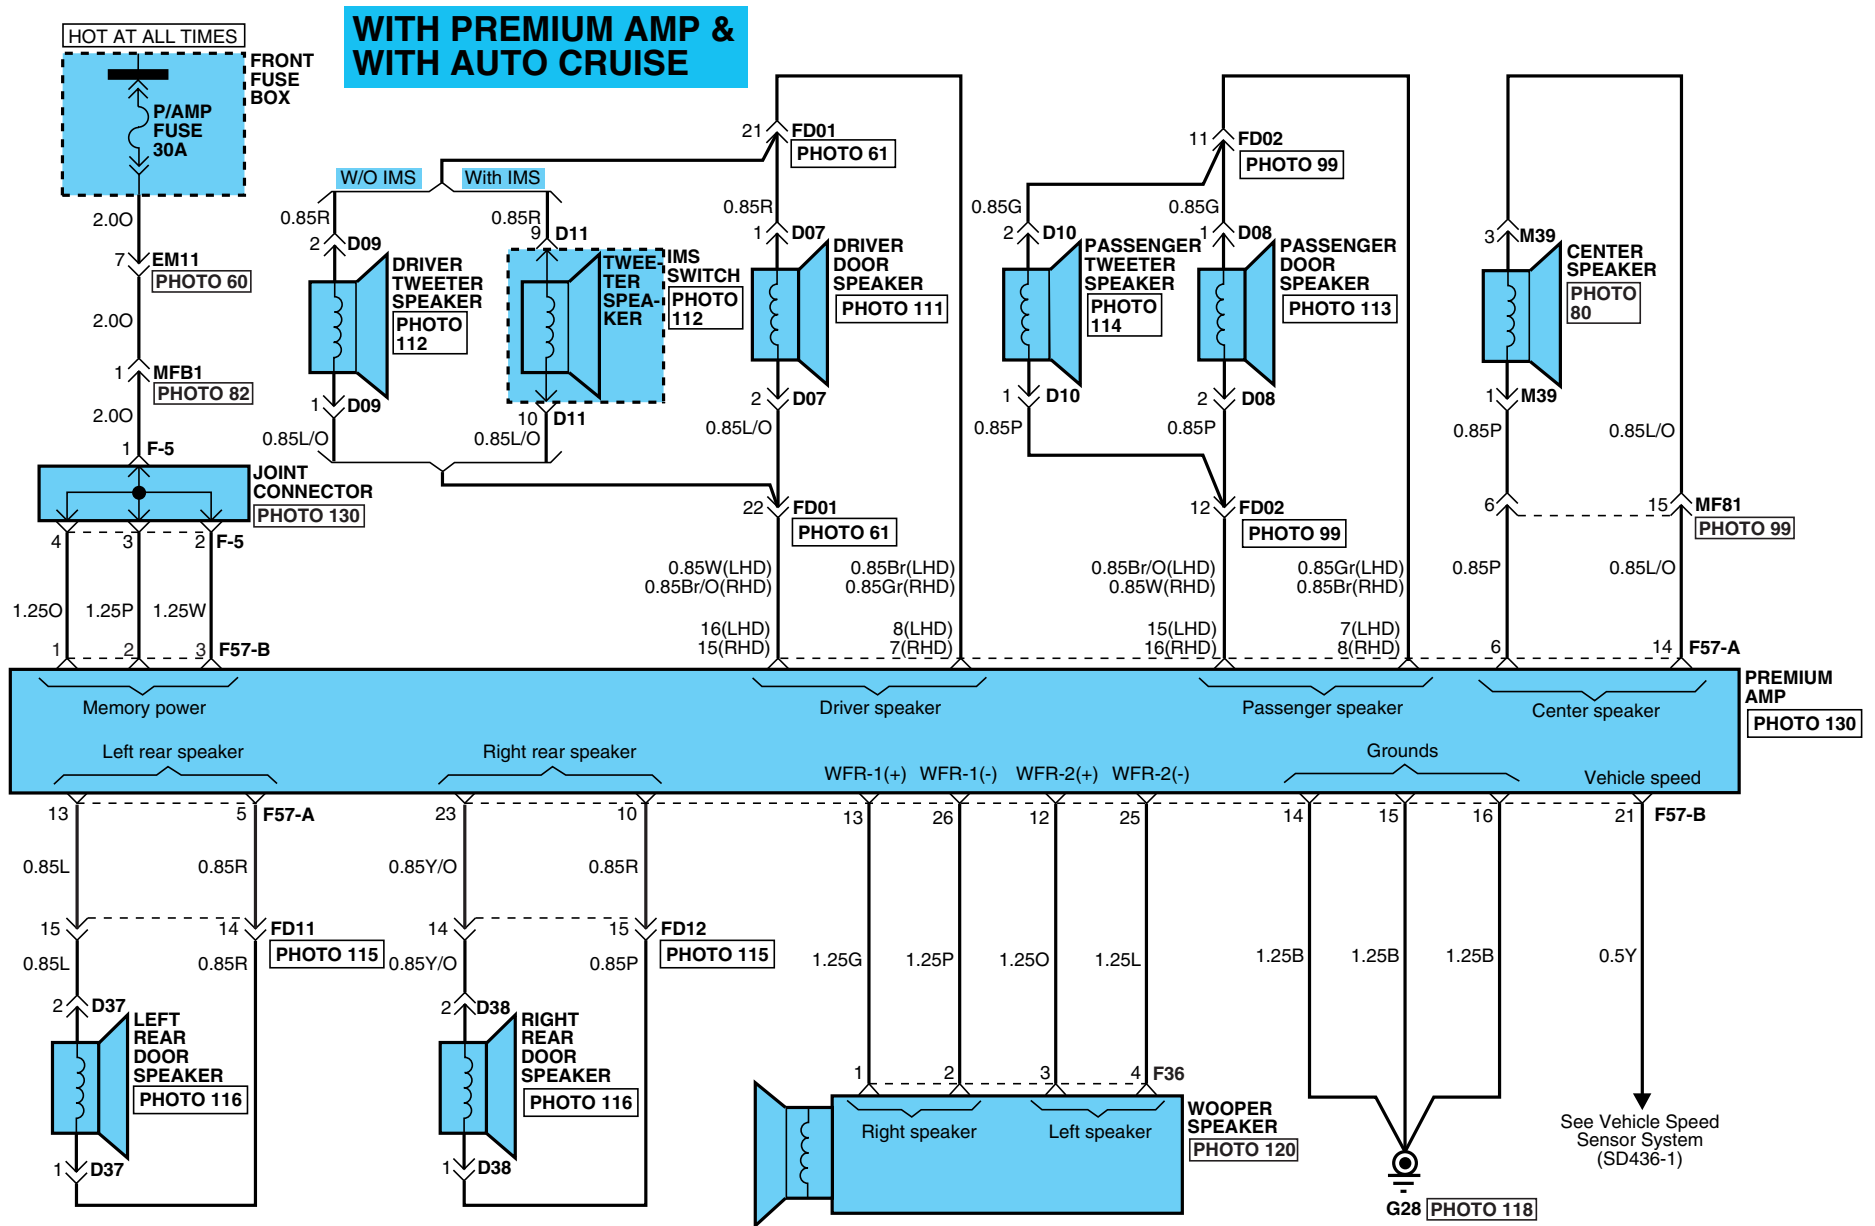 WITH PREMIUM AMP &
WITH AUTO CRUISE
HOT AT ALL TIMES
FRONT
FUSE
BOX
P/AMP
FUSE
30A
2.0O
7 EM11
PHOTO 60
2.0O
1 MFB1
PHOTO 82
2.0O
1 F-5
JOINT
CONNECTOR
PHOTO 130
4 3 2 F-5
1.25O 1.25P 1.25W
1 2 3 F57-B
W/O IMS With IMS
0.85R 0.85R
2 D09
9 D11
DRIVER
TWEETER
SPEAKER
PHOTO
112
TWEE-
TER
SPEA-
KER
IMS
SWITCH
PHOTO
112
1 D09
10 D11
0.85L/O 0.85L/O
21 FD01
PHOTO 61
0.85R
1 D07
DRIVER
DOOR
SPEAKER
PHOTO 111
2 D07
0.85L/O
22 FD01
PHOTO 61
0.85W(LHD)
0.85Br/O(RHD)
0.85Br(LHD)
0.85Gr(RHD)
16(LHD)
15(RHD)
8(LHD)
7(RHD)
11 FD02
PHOTO 99
0.85G 0.85G
2 D10
PASSENGER
TWEETER
SPEAKER
PHOTO
114
1 D10
0.85P
1 D08
PASSENGER
DOOR
SPEAKER
PHOTO 113
2 D08
0.85P
12 FD02
PHOTO 99
0.85Br/O(LHD)
0.85W(RHD)
0.85Gr(LHD)
0.85Br(RHD)
15(LHD)
16(RHD)
7(LHD)
8(RHD)
3 M39
CENTER
SPEAKER
PHOTO
80
1 M39
0.85P 0.85L/O
6 15 MF81
PHOTO 99
0.85P 0.85L/O
6 14 F57-A
PREMIUM
AMP
PHOTO 130
Memory power Driver speaker Passenger speaker Center speaker
Left rear speaker Right rear speaker Grounds
WFR-1(+) WFR-1(-) WFR-2(+) WFR-2(-) Vehicle speed
13 5 F57-A 23 10 13 26 12 25 14 15 16 21 F57-B
0.85L 0.85R 0.85Y/O 0.85R
15 14 FD11
PHOTO 115
14 15 FD12
PHOTO 115
0.85L 0.85R 0.85Y/O 0.85P
1.25G 1.25P 1.25O 1.25L 1.25B 1.25B 1.25B 0.5Y
2 D37
LEFT
REAR
DOOR
SPEAKER
PHOTO 116
1 D37
2 D38
RIGHT
REAR
DOOR
SPEAKER
PHOTO 116
1 D38
1 2 3 4 F36
Right speaker Left speaker
WOOPER
SPEAKER
PHOTO 120
G28 PHOTO 118
See Vehicle Speed
Sensor System
(SD436-1)